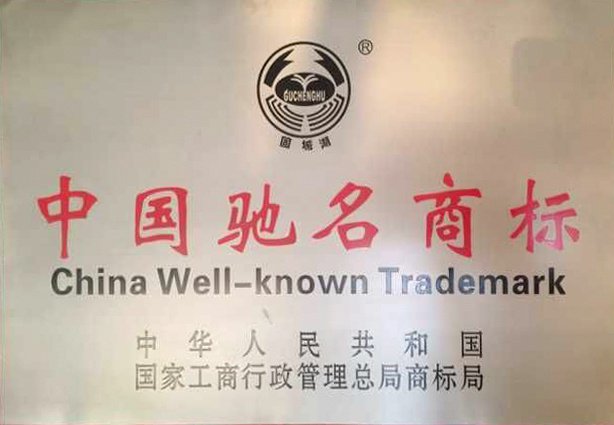 ®
GUCHENGHU
固城湖
中国驰名商标
China Well-known Trademark
中华人民共和国
国家工商行政管理总局商标局